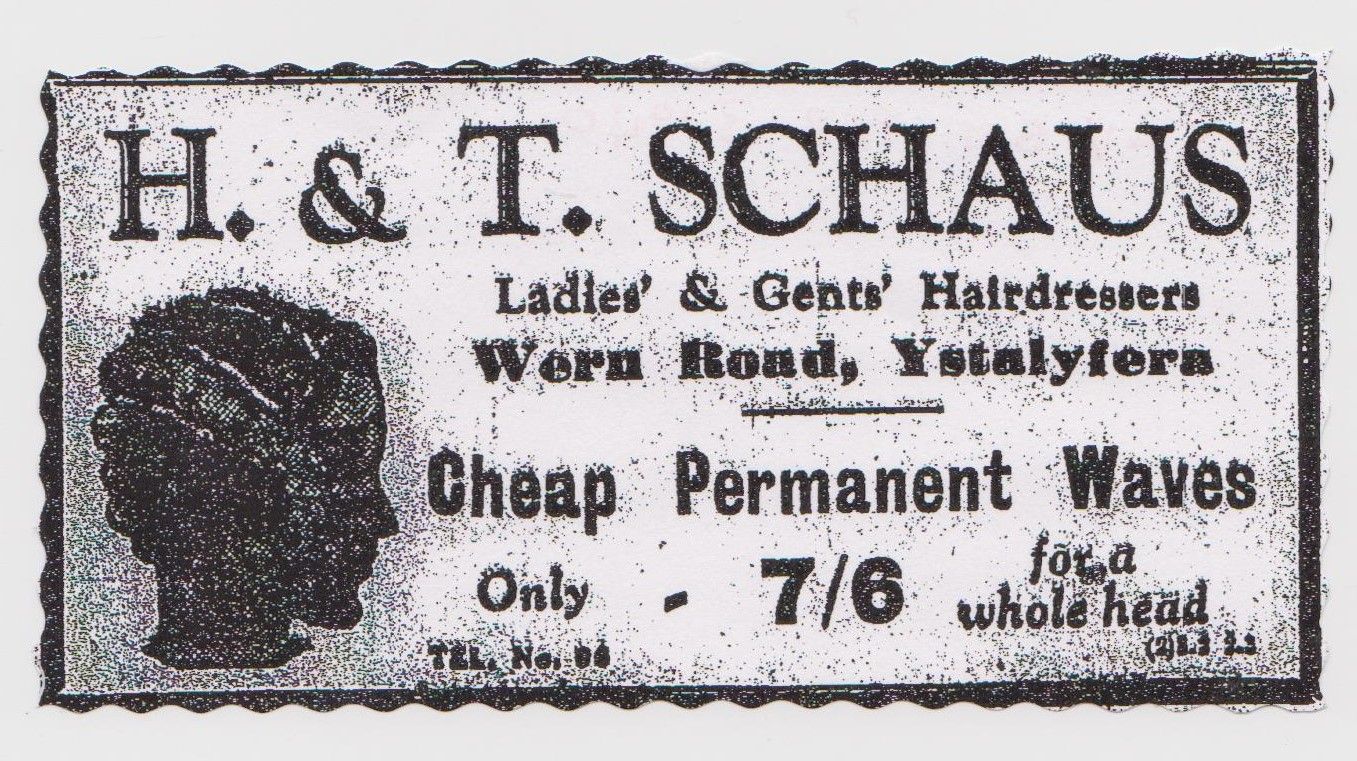 H. & T. SCHAUS
Ladies' & Gents' Hairdressers
Wern Road, Ystalyfera
Cheap Permanent Waves
Only - 7/6 for a whole head
TEL. No.